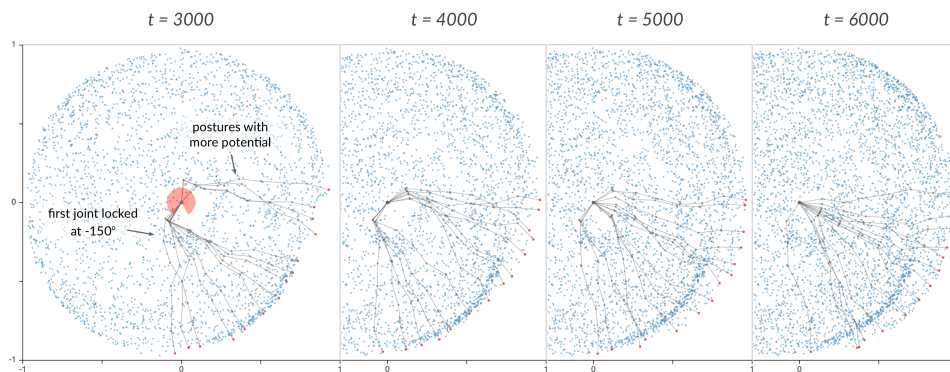 t = 3000
t = 4000
t = 5000
t = 6000
postures with
more potential
first joint locked
at -150°
1
0
-1
-1 0 1 0 1 0 1 0